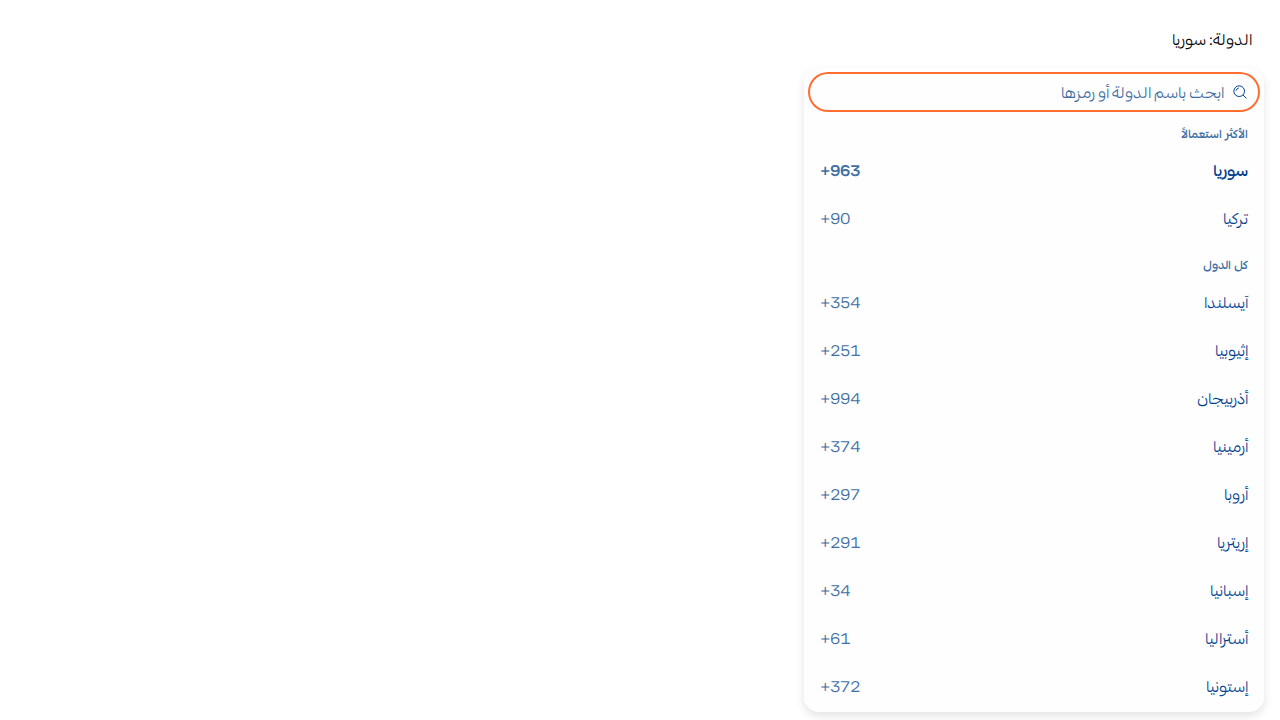 الدولة: سوريا
ابحث باسم الدولة أو رمزها
الأكثر استعمالاً
سوريا +963
تركيا +90
كل الدول
آيسلندا +354
إثيوبيا +251
أذربيجان +994
أرمينيا +374
أروبا +297
إريتريا +291
إسبانيا +34
أستراليا +61
إستونيا +372